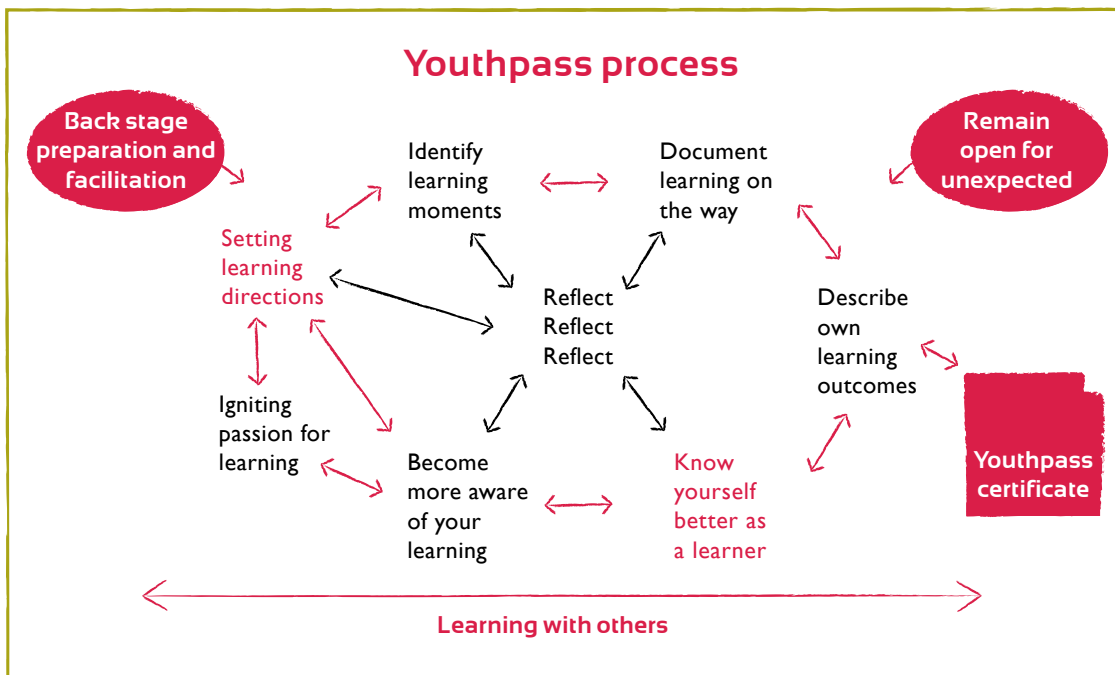 Youthpass process
Back stage
preparation and
facilitation
Remain
open for
unexpected
Identify
learning
moments
Document
learning on
the way
Setting
learning
directions
Reflect
Reflect
Reflect
Describe
own
learning
outcomes
Igniting
passion for
learning
Become
more aware
of your
learning
Know
yourself
better as
a learner
Youthpass
certificate
Learning with others